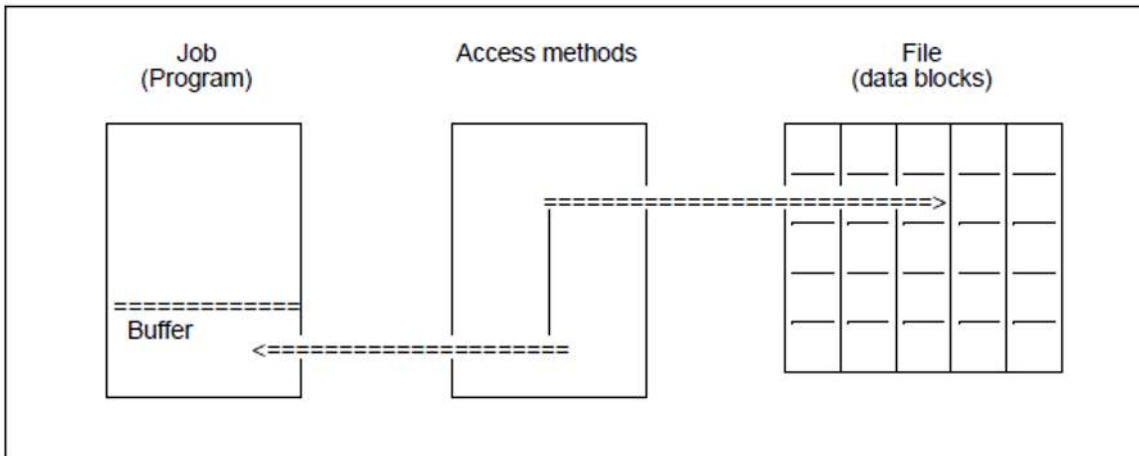 Job
(Program)
Access methods
File
(data blocks)
Buffer